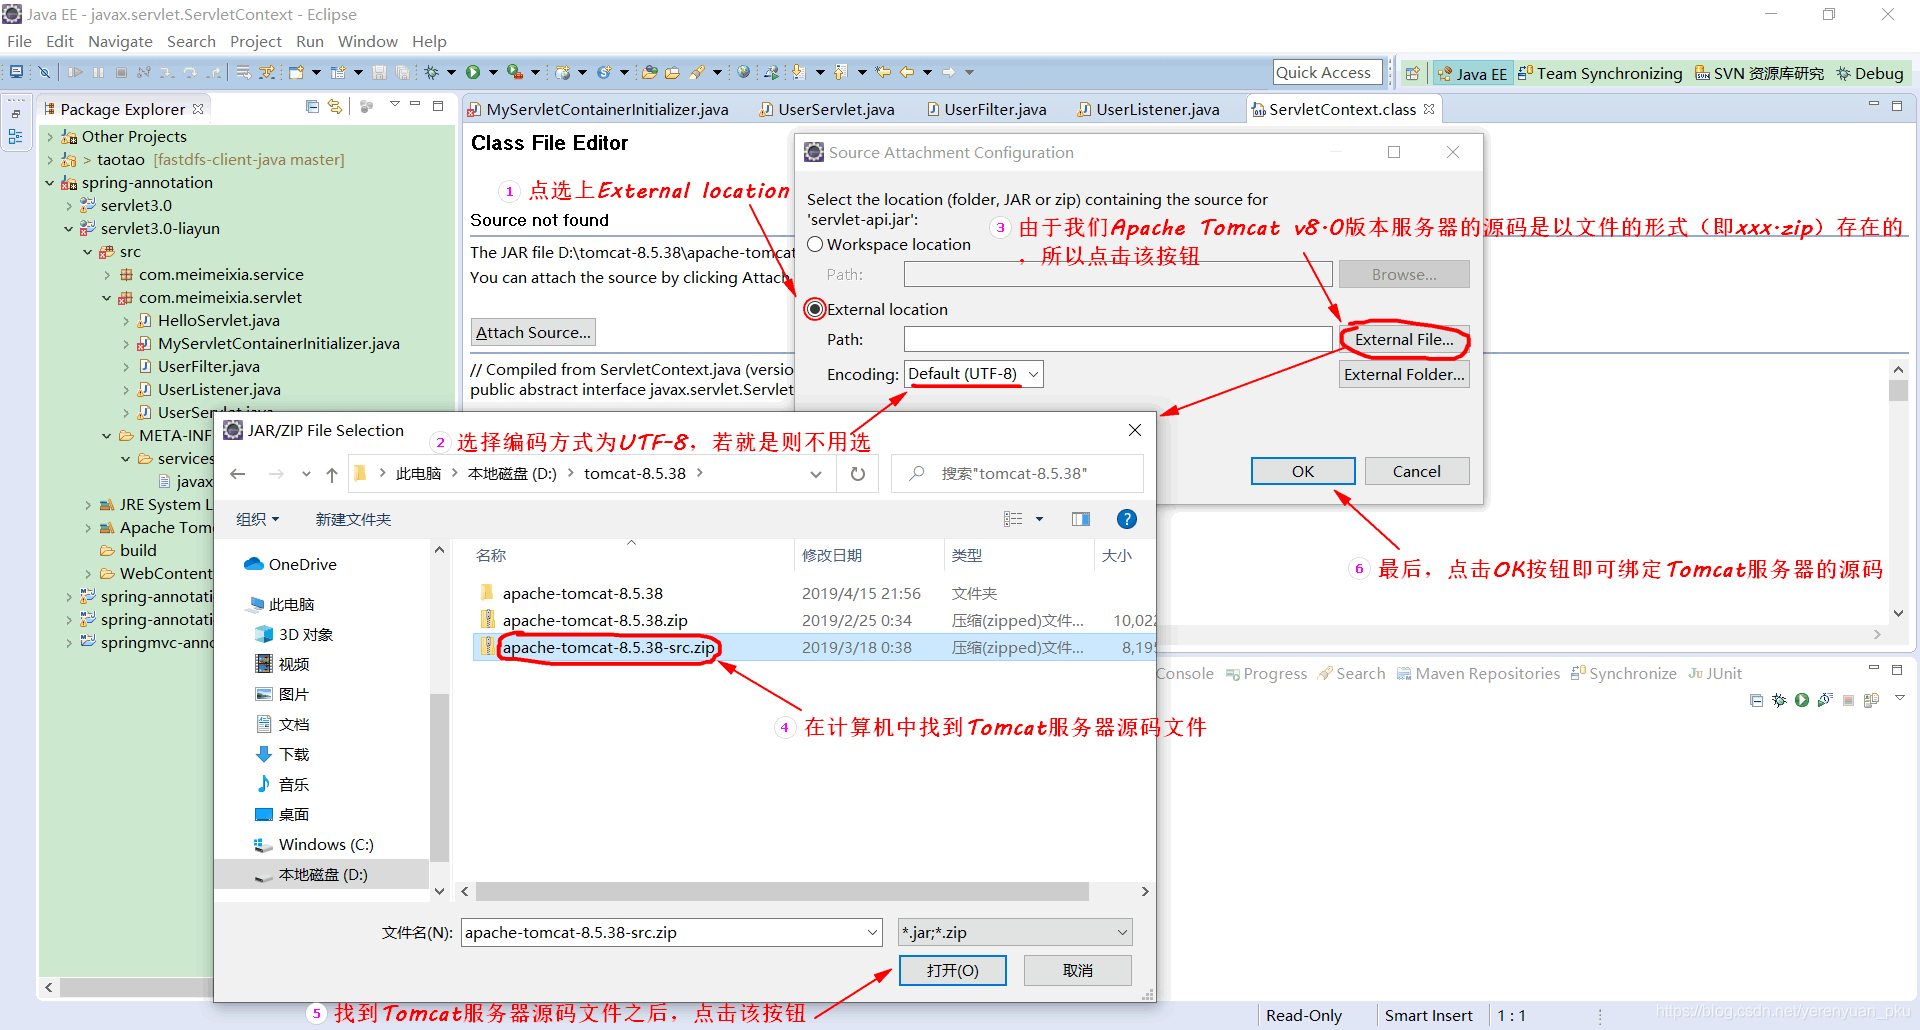 Java EE - javax.servlet.ServletContext - Eclipse
File Edit Navigate Search Project Run Window Help
Quick Access
Java EE
Team Synchronizing
SVN 资源库研究
Debug
Package Explorer
MyServletContainerInitializer.java
UserServlet.java
UserFilter.java
UserListener.java
ServletContext.class
Other Projects
> taotao [fastdfs-client-java master]
spring-annotation
servlet3.0
servlet3.0-liayun
src
com.meimeixia.service
com.meimeixia.servlet
HelloServlet.java
MyServletContainerInitializer.java
UserFilter.java
UserListener.java
UserServlet.java
META-INF
services
javax
JRE System L
Apache Tom
build
WebContent
spring-annotati
spring-annotati
springmvc-anno
Class File Editor
1 点选上External location
Source not found
The JAR file D:\tomcat-8.5.38\apache-tomcat
You can attach the source by clicking Attach
Attach Source...
// Compiled from ServletContext.java (versio
public abstract interface javax.servlet.Servlet
Source Attachment Configuration
Select the location (folder, JAR or zip) containing the source for
'servlet-api.jar':
3 由于我们Apache Tomcat v8.0版本服务器的源码是以文件的形式（即xxx.zip）存在的
，所以点击该按钮
Workspace location
Path:
Browse...
External location
Path:
External File...
Encoding: Default (UTF-8)
External Folder...
OK
Cancel
2 选择编码方式为UTF-8，若就是则不用选
6 最后，点击OK按钮即可绑定Tomcat服务器的源码
JAR/ZIP File Selection
此电脑 > 本地磁盘 (D:) > tomcat-8.5.38 >
搜索"tomcat-8.5.38"
组织
新建文件夹
?
OneDrive
此电脑
3D 对象
视频
图片
文档
下载
音乐
桌面
Windows (C:)
本地磁盘 (D:)
名称 修改日期 类型 大小
apache-tomcat-8.5.38 2019/4/15 21:56 文件夹
apache-tomcat-8.5.38.zip 2019/2/25 0:34 压缩(zipped)文件... 10,022
apache-tomcat-8.5.38-src.zip 2019/3/18 0:38 压缩(zipped)文件... 8,195
4 在计算机中找到Tomcat服务器源码文件
文件名(N): apache-tomcat-8.5.38-src.zip
*.jar;*.zip
打开(O)
取消
5 找到Tomcat服务器源码文件之后，点击该按钮
Console
Progress
Search
Maven Repositories
Synchronize
JUnit
Read-Only
Smart Insert
1 : 1
https://blog.csdn.net/yerenyuan_pku